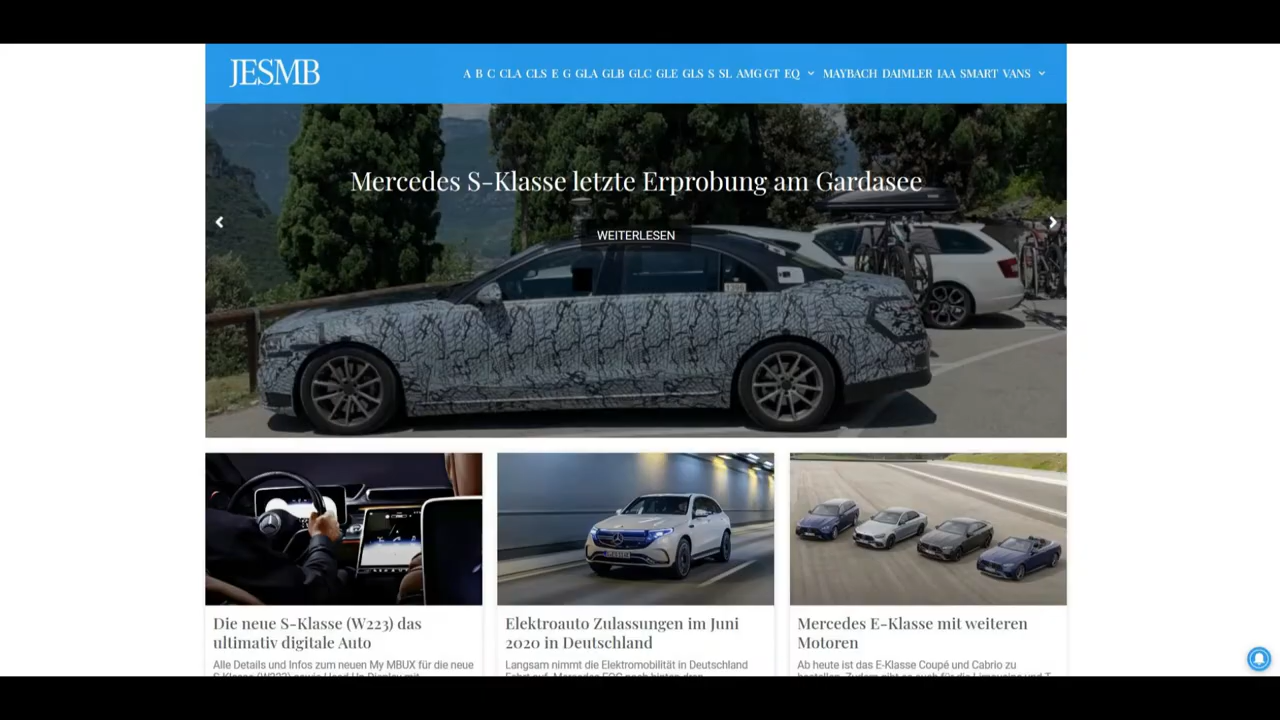 JESMB
A B C CLA CLS E G GLA GLB GLC GLE GLS S SL AMG GT EQ MAYBACH DAIMLER IAA SMART VANS
Mercedes S-Klasse letzte Erprobung am Gardasee
WEITERLESEN
Die neue S-Klasse (W223) das
ultimativ digitale Auto
Alle Details und Infos zum neuen My MBUX für die neue
Elektroauto Zulassungen im Juni
2020 in Deutschland
Langsam nimmt die Elektromobilität in Deutschland
Mercedes E-Klasse mit weiteren
Motoren
Ab heute ist das E-Klasse Coupé und Cabrio zu